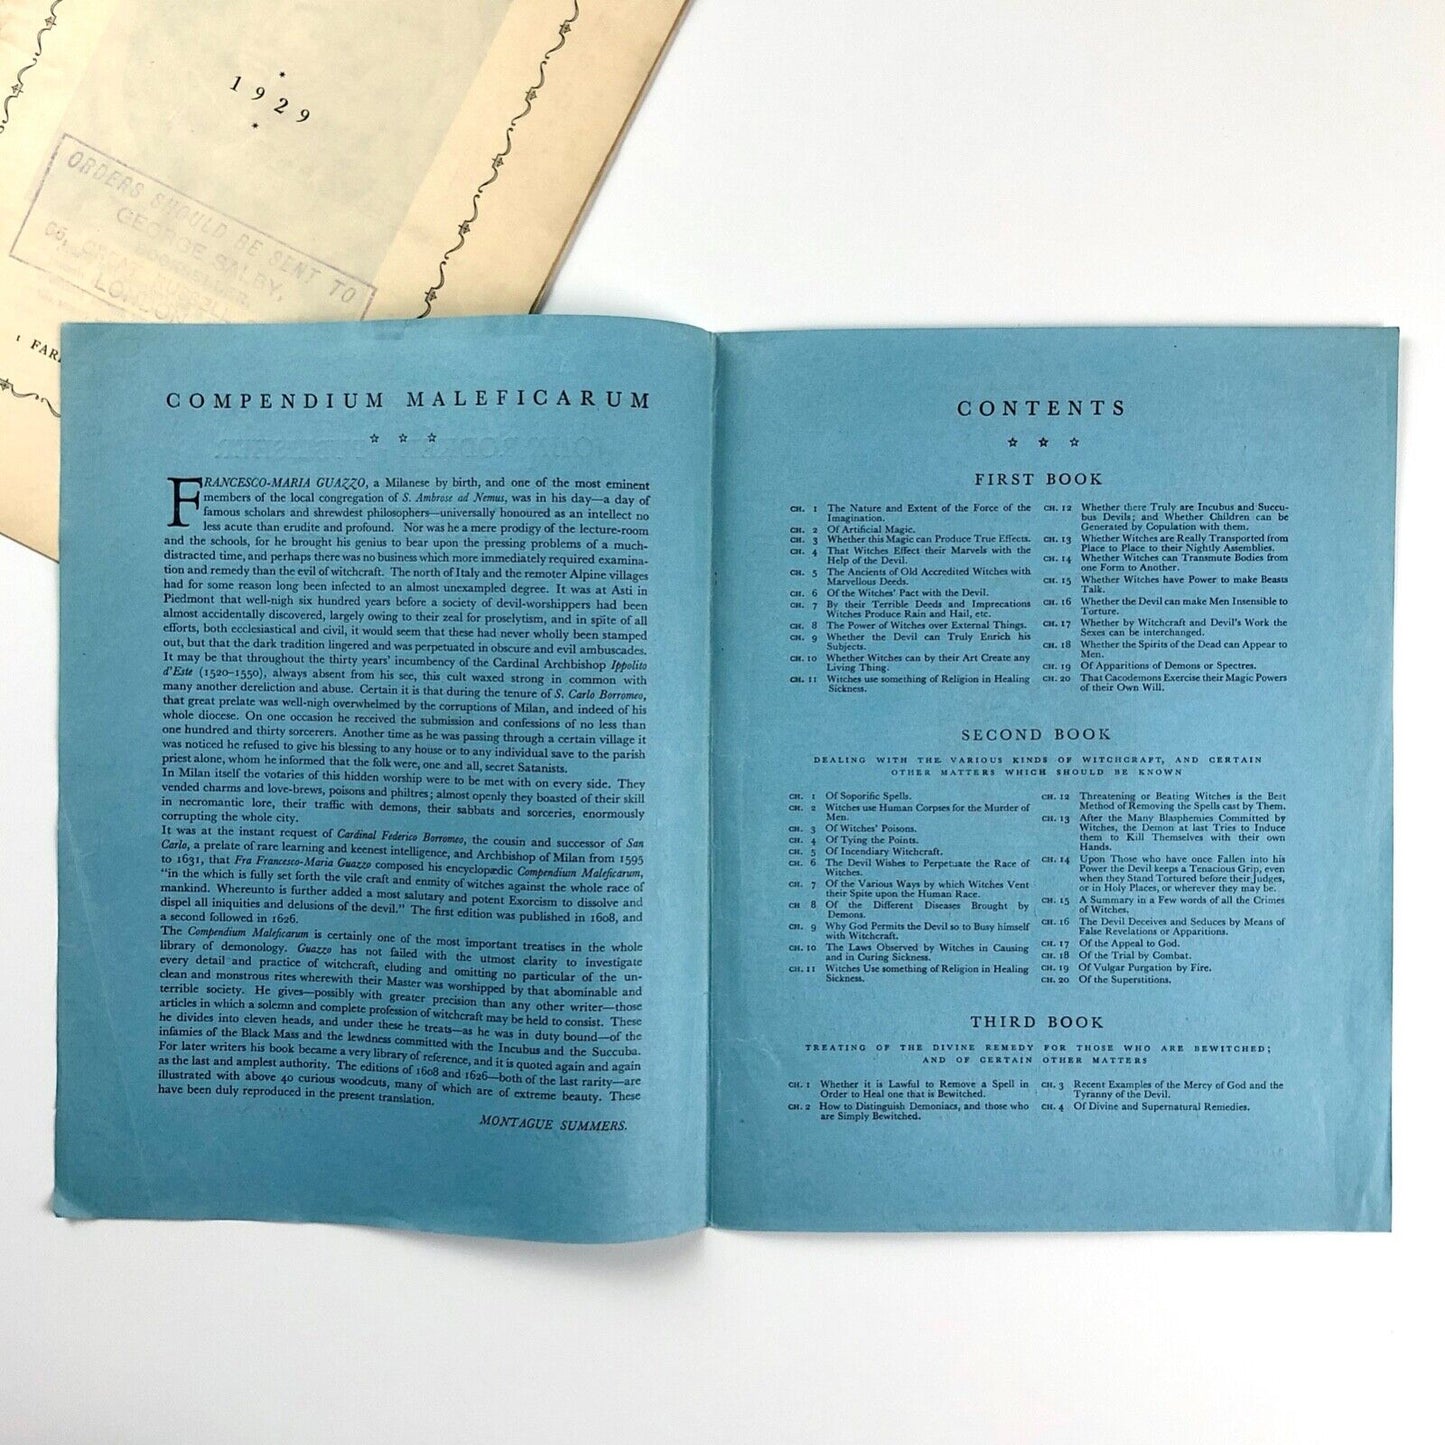 1929
ORDERS SHOULD BE SENT TO
GEORGE SALBY,
BOOKSELLER,
65, GREAT RUSSELL
LONDON
1 FAR
COMPENDIUM MALEFICARUM
FRANCESCO-MARIA GUAZZO, a Milanese by birth, and one of the most eminent
members of the local congregation of S. Ambrose ad Nemus, was in his day—a day of
famous scholars and shrewdest philosophers—universally honoured as an intellect no
less acute than erudite and profound. Nor was he a mere prodigy of the lecture-room
and the schools, for he brought his genius to bear upon the pressing problems of a much-
distracted time, and perhaps there was no business which more immediately required examina-
tion and remedy than the evil of witchcraft. The north of Italy and the remoter Alpine villages
had for some reason long been infected to an almost unexampled degree. It was at Asti in
Piedmont that well-nigh six hundred years before a society of devil-worshippers had been
almost accidentally discovered, largely owing to their zeal for proselytism, and in spite of all
efforts, both ecclesiastical and civil, it would seem that these had never wholly been stamped
out, but that the dark tradition lingered and was perpetuated in obscure and evil ambuscades.
It may be that throughout the thirty years' incumbency of the Cardinal Archbishop Ippolito
d'Este (1520–1550), always absent from his see, this cult waxed strong in common with
many another dereliction and abuse. Certain it is that during the tenure of S. Carlo Borromeo,
that great prelate was well-nigh overwhelmed by the corruptions of Milan, and indeed of his
whole diocese. On one occasion he received the submission and confessions of no less than
one hundred and thirty sorcerers. Another time as he was passing through a certain village it
was noticed he refused to give his blessing to any house or to any individual save to the parish
priest alone, whom he informed that the folk were, one and all, secret Satanists.
In Milan itself the votaries of this hidden worship were to be met with on every side. They
vended charms and love-brews, poisons and philtres; almost openly they boasted of their skill
in necromantic lore, their traffic with demons, their sabbats and sorceries, enormously
corrupting the whole city.
It was at the instant request of Cardinal Federico Borromeo, the cousin and successor of San
Carlo, a prelate of rare learning and keenest intelligence, and Archbishop of Milan from 1595
to 1631, that Fra Francesco-Maria Guazzo composed his encyclopædic Compendium Maleficarum,
"in the which is fully set forth the vile craft and enmity of witches against the whole race of
mankind. Whereunto is further added a most salutary and potent Exorcism to dissolve and
dispel all iniquities and delusions of the devil." The first edition was published in 1608, and
a second followed in 1626.
The Compendium Maleficarum is certainly one of the most important treatises in the whole
library of demonology. Guazzo has not failed with the utmost clarity to investigate
every detail and practice of witchcraft, eluding and omitting no particular of the un-
clean and monstrous rites wherewith their Master was worshipped by that abominable and
terrible society. He gives—possibly with greater precision than any other writer—those
articles in which a solemn and complete profession of witchcraft may be held to consist. These
he divides into eleven heads, and under these he treats—as he was in duty bound—of the
infamies of the Black Mass and the lewdness committed with the Incubus and the Succuba.
For later writers his book became a very library of reference, and it is quoted again and again
as the last and amplest authority. The editions of 1608 and 1626—both of the last rarity—are
illustrated with above 40 curious woodcuts, many of which are of extreme beauty. These
have been duly reproduced in the present translation.
MONTAGUE SUMMERS.
CONTENTS
FIRST BOOK
CH. 1 The Nature and Extent of the Force of the
Imagination.
CH. 2 Of Artificial Magic.
CH. 3 Whether this Magic can Produce True Effects.
CH. 4 That Witches Effect their Marvels with the
Help of the Devil.
CH. 5 The Ancients of Old Accredited Witches with
Marvellous Deeds.
CH. 6 Of the Witches' Pact with the Devil.
CH. 7 By their Terrible Deeds and Imprecations
Witches Produce Rain and Hail, etc.
CH. 8 The Power of Witches over External Things.
CH. 9 Whether the Devil can Truly Enrich his
Subjects.
CH. 10 Whether Witches can by their Art Create any
Living Thing.
CH. 11 Witches use something of Religion in Healing
Sickness.
CH. 12 Whether there Truly are Incubus and Succu-
bus Devils; and Whether Children can be
Generated by Copulation with them.
CH. 13 Whether Witches are Really Transported from
Place to Place to their Nightly Assemblies.
CH. 14 Whether Witches can Transmute Bodies from
one Form to Another.
CH. 15 Whether Witches have Power to make Beasts
Talk.
CH. 16 Whether the Devil can make Men Insensible to
Torture.
CH. 17 Whether by Witchcraft and Devil's Work the
Sexes can be interchanged.
CH. 18 Whether the Spirits of the Dead can Appear to
Men.
CH. 19 Of Apparitions of Demons or Spectres.
CH. 20 That Cacodemons Exercise their Magic Powers
of their Own Will.
SECOND BOOK
DEALING WITH THE VARIOUS KINDS OF WITCHCRAFT, AND CERTAIN
OTHER MATTERS WHICH SHOULD BE KNOWN
CH. 1 Of Soporific Spells.
CH. 2 Witches use Human Corpses for the Murder of
Men.
CH. 3 Of Witches' Poisons.
CH. 4 Of Tying the Points.
CH. 5 Of Incendiary Witchcraft.
CH. 6 The Devil Wishes to Perpetuate the Race of
Witches.
CH. 7 Of the Various Ways by which Witches Vent
their Spite upon the Human Race.
CH 8 Of the Different Diseases Brought by
Demons.
CH. 9 Why God Permits the Devil so to Busy himself
with Witchcraft.
CH. 10 The Laws Observed by Witches in Causing
and in Curing Sickness.
CH. 11 Witches Use something of Religion in Healing
Sickness.
CH. 12 Threatening or Beating Witches is the Best
Method of Removing the Spells cast by Them.
CH. 13 After the Many Blasphemies Committed by
Witches, the Demon at last Tries to Induce
them to Kill Themselves with their own
Hands.
CH. 14 Upon Those who have once Fallen into his
Power the Devil keeps a Tenacious Grip, even
when they Stand Tortured before their Judges,
or in Holy Places, or wherever they may be.
CH. 15 A Summary in a Few words of all the Crimes
of Witches.
CH. 16 The Devil Deceives and Seduces by Means of
False Revelations or Apparitions.
CH. 17 Of the Appeal to God.
CH. 18 Of the Trial by Combat.
CH. 19 Of Vulgar Purgation by Fire.
CH. 20 Of the Superstitions.
THIRD BOOK
TREATING OF THE DIVINE REMEDY FOR THOSE WHO ARE BEWITCHED;
AND OF CERTAIN OTHER MATTERS
CH. 1 Whether it is Lawful to Remove a Spell in
Order to Heal one that is Bewitched.
CH. 2 How to Distinguish Demoniacs, and those who
are Simply Bewitched.
CH. 3 Recent Examples of the Mercy of God and the
Tyranny of the Devil.
CH. 4 Of Divine and Supernatural Remedies.